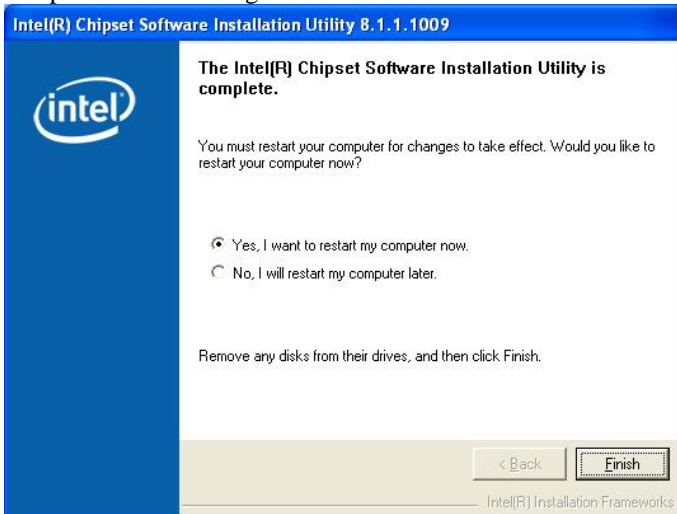 Intel(R) Chipset Software Installation Utility 8.1.1.1009
intel
The Intel(R) Chipset Software Installation Utility is
complete.
You must restart your computer for changes to take effect. Would you like to
restart your computer now?
Yes, I want to restart my computer now.
No, I will restart my computer later.
Remove any disks from their drives, and then click Finish.
< Back
Finish
Intel(R) Installation Frameworks